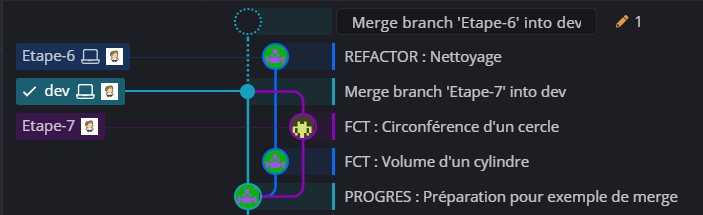 Merge branch 'Etape-6' into dev 1
Etape-6 REFACTOR : Nettoyage
dev Merge branch 'Etape-7' into dev
Etape-7 FCT : Circonférence d'un cercle
FCT : Volume d'un cylindre
PROGRES : Préparation pour exemple de merge